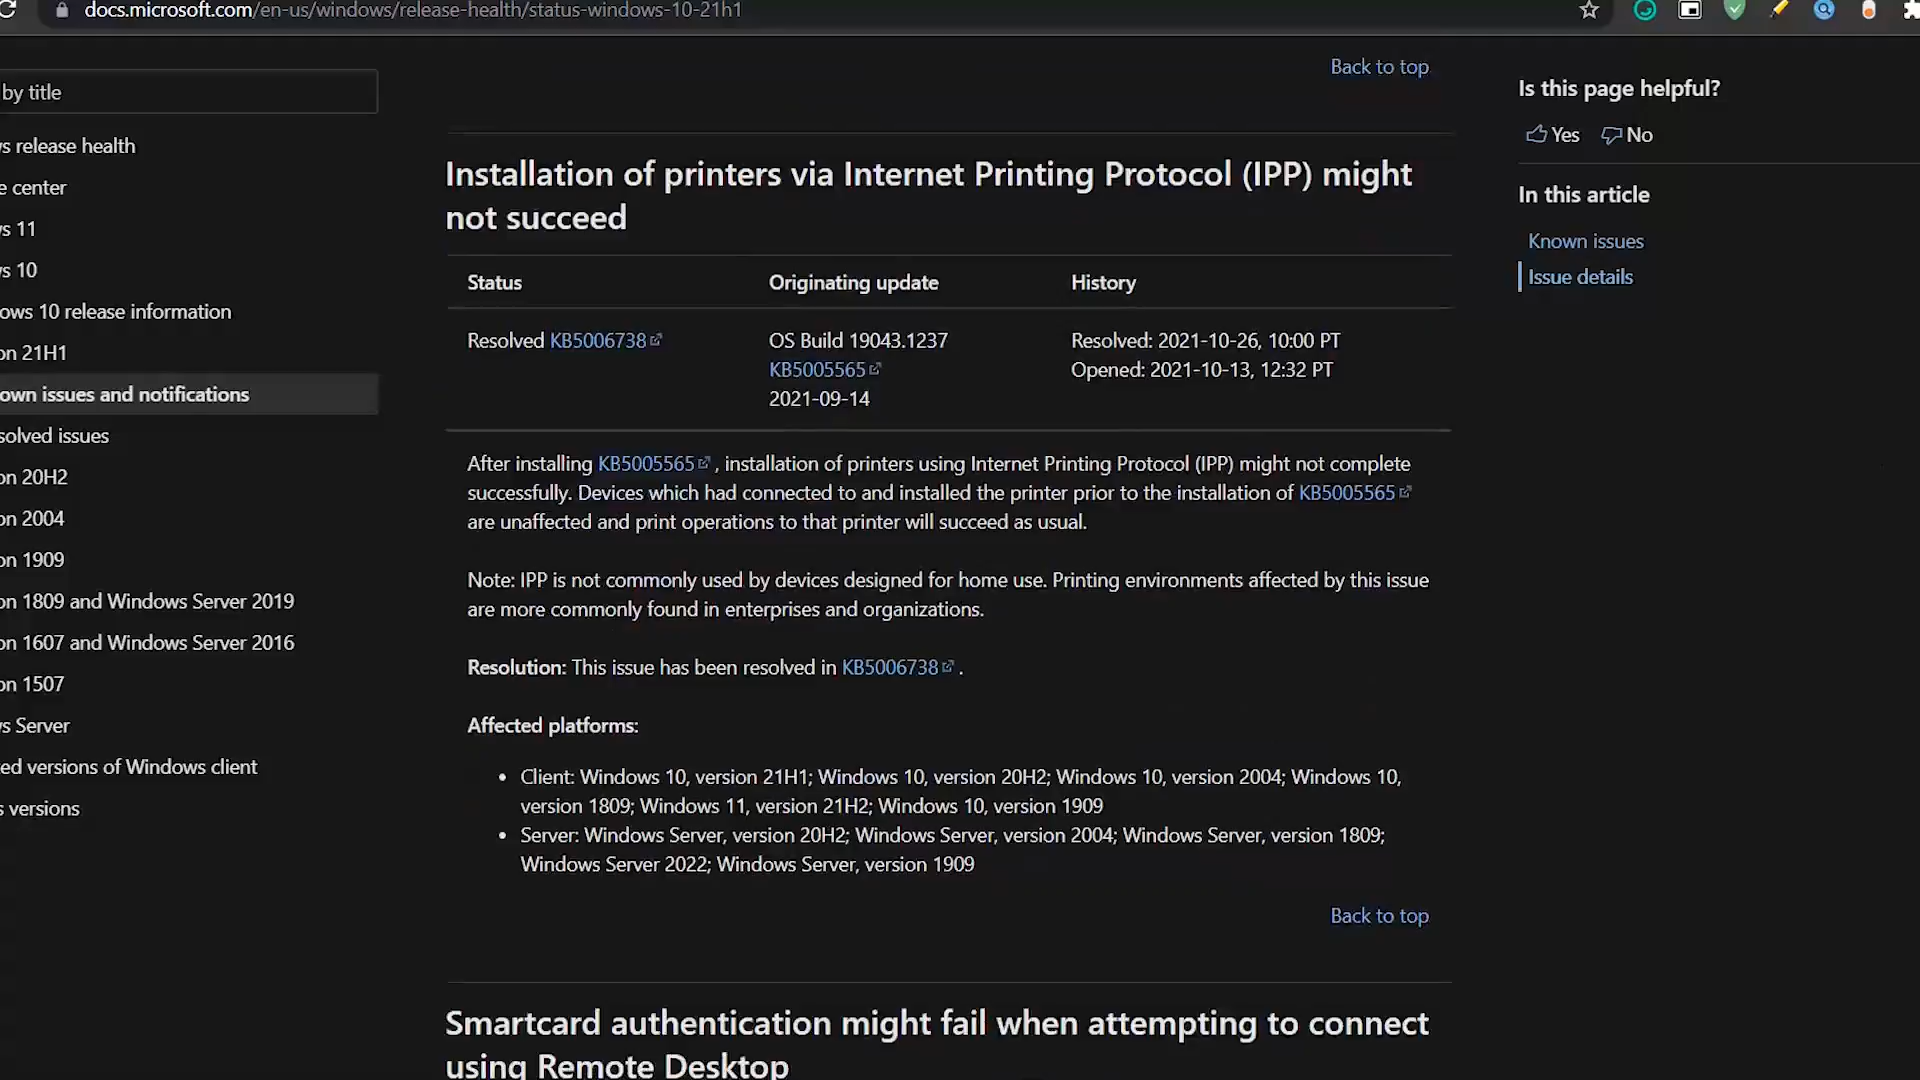 docs.microsoft.com/en-us/windows/release-health/status-windows-10-21h1
by title
s release health
e center
s 11
s 10
ows 10 release information
on 21H1
own issues and notifications
solved issues
on 20H2
on 2004
on 1909
on 1809 and Windows Server 2019
on 1607 and Windows Server 2016
on 1507
s Server
ed versions of Windows client
s versions
Back to top
Installation of printers via Internet Printing Protocol (IPP) might
not succeed
Status Originating update History
Resolved KB5006738 OS Build 19043.1237 Resolved: 2021-10-26, 10:00 PT
KB5005565 Opened: 2021-10-13, 12:32 PT
2021-09-14
After installing KB5005565 , installation of printers using Internet Printing Protocol (IPP) might not complete
successfully. Devices which had connected to and installed the printer prior to the installation of KB5005565
are unaffected and print operations to that printer will succeed as usual.
Note: IPP is not commonly used by devices designed for home use. Printing environments affected by this issue
are more commonly found in enterprises and organizations.
Resolution: This issue has been resolved in KB5006738 .
Affected platforms:
• Client: Windows 10, version 21H1; Windows 10, version 20H2; Windows 10, version 2004; Windows 10,
version 1809; Windows 11, version 21H2; Windows 10, version 1909
• Server: Windows Server, version 20H2; Windows Server, version 2004; Windows Server, version 1809;
Windows Server 2022; Windows Server, version 1909
Back to top
Smartcard authentication might fail when attempting to connect
using Remote Desktop
Is this page helpful?
Yes No
In this article
Known issues
Issue details